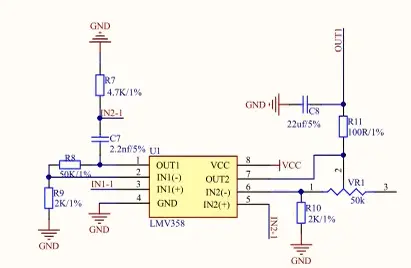 GND
R7
4.7K/1%
IN2-1
C7
2.2nf/5%
OUT1
GND
C8
22uf/5%
R11
100R/1%
U1
R8
50K/1%
1
2
3
4
OUT1
IN1(-)
IN1(+)
GND
VCC
OUT2
IN2(-)
IN2(+)
8
7
6
5
VCC
IN1-1
R9
2K/1%
GND
GND
LMV358
IN2-1
R10
2K/1%
GND
1
2
3
VR1
50k